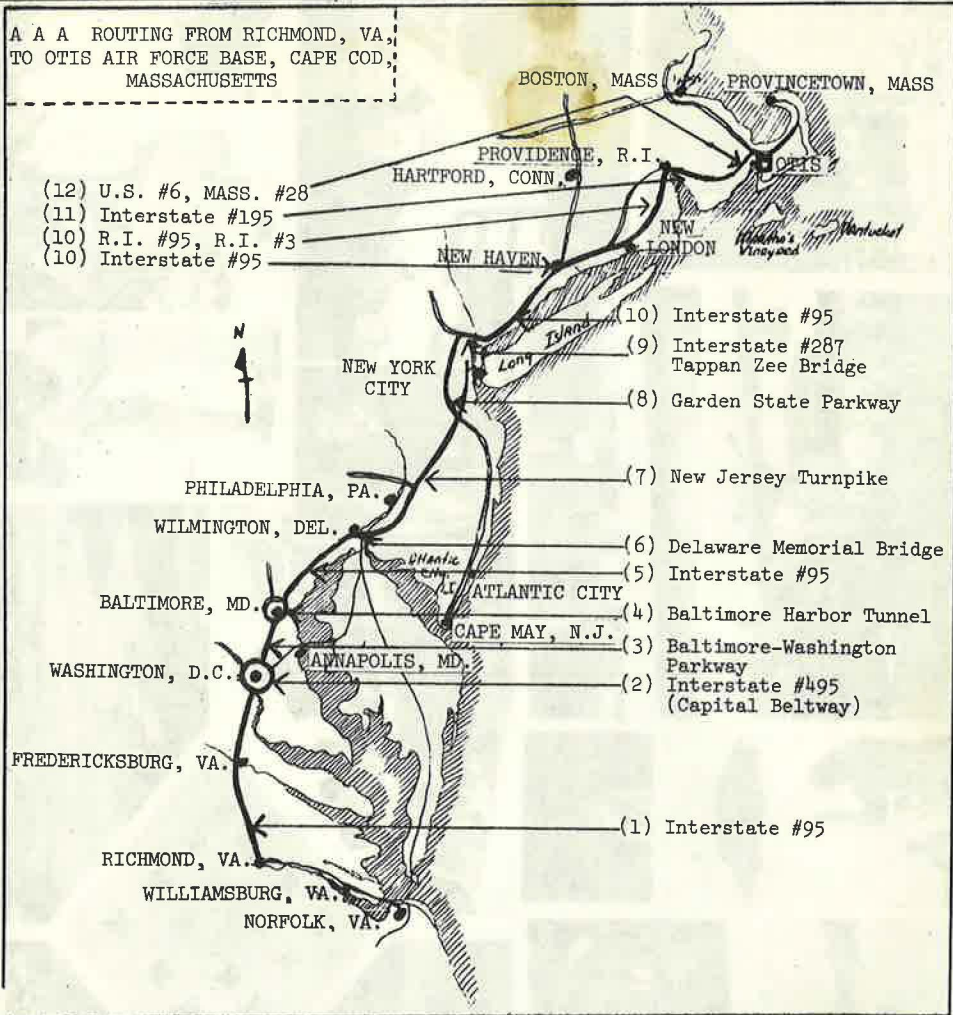 A A A ROUTING FROM RICHMOND, VA,
TO OTIS AIR FORCE BASE, CAPE COD,
MASSACHUSETTS
BOSTON, MASS
PROVINCETOWN, MASS
PROVIDENCE, R.I.
HARTFORD, CONN.
OTIS
(12) U.S. #6, MASS. #28
(11) Interstate #195
(10) R.I. #95, R.I. #3
(10) Interstate #95
NEW HAVEN
NEW
LONDON
Martha's
Vineyard
Nantucket
N
Long Island
NEW YORK
CITY
(10) Interstate #95
(9) Interstate #287
Tappan Zee Bridge
(8) Garden State Parkway
(7) New Jersey Turnpike
PHILADELPHIA, PA.
WILMINGTON, DEL.
(6) Delaware Memorial Bridge
Atlantic
City
(5) Interstate #95
ATLANTIC CITY
BALTIMORE, MD.
(4) Baltimore Harbor Tunnel
CAPE MAY, N.J.
(3) Baltimore-Washington
Parkway
ANNAPOLIS, MD.
WASHINGTON, D.C.
(2) Interstate #495
(Capital Beltway)
FREDERICKSBURG, VA.
(1) Interstate #95
RICHMOND, VA.
WILLIAMSBURG, VA.
NORFOLK, VA.